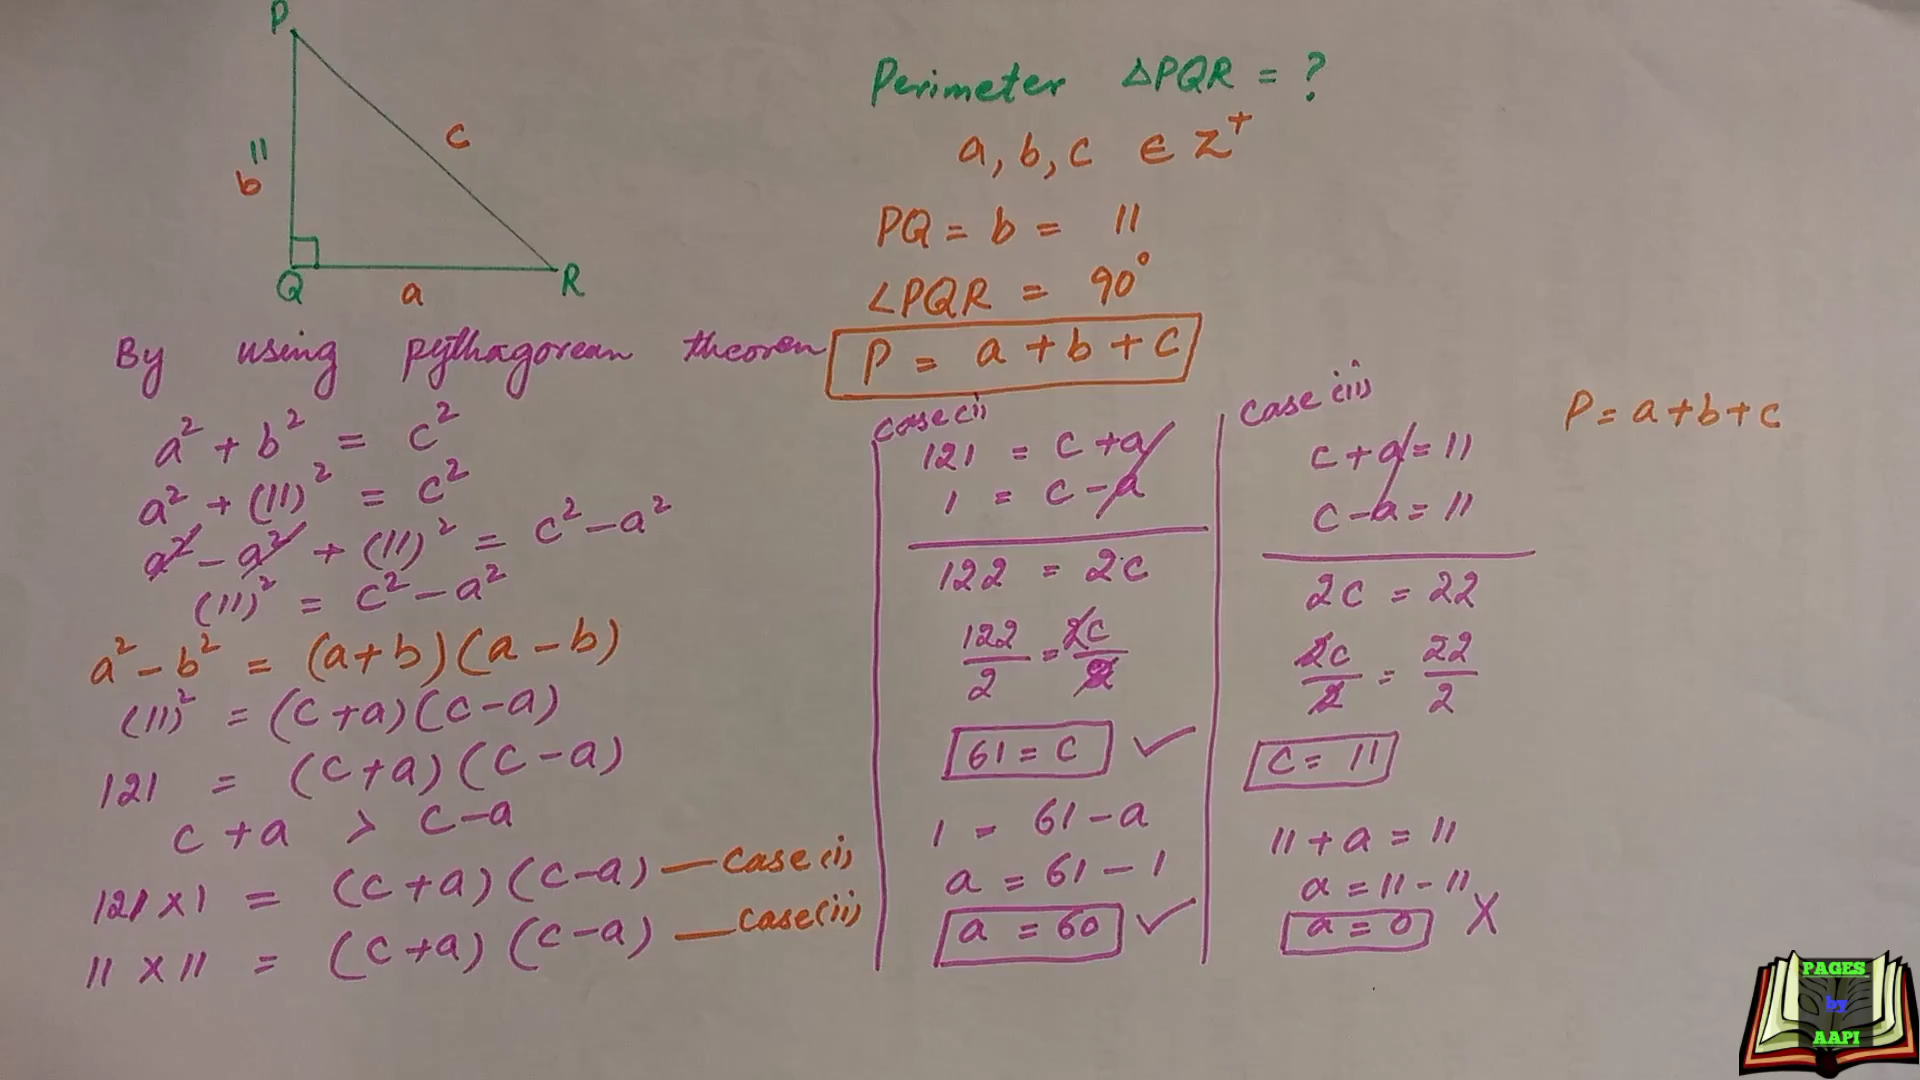 P
11
b
c
Q
a
R
Perimeter ΔPQR = ?
a, b, c ∈ Z⁺
PQ = b = 11
∠PQR = 90°
By using pythagorean theorem
P = a + b + c
a² + b² = c²
a² + (11)² = c²
a² - a² + (11)² = c² - a²
(11)² = c² - a²
a² - b² = (a+b)(a-b)
(11)² = (c+a)(c-a)
121 = (c+a)(c-a)
c + a > c - a
121 x 1 = (c+a)(c-a) — Case(i)
11 x 11 = (c+a)(c-a) — Case(ii)
case(i)
121 = c + a
1 = c - a
122 = 2c
122/2 = 2c/2
61 = c ✓
1 = 61 - a
a = 61 - 1
a = 60 ✓
case(ii)
c + a = 11
c - a = 11
2c = 22
2c/2 = 22/2
c = 11
11 + a = 11
a = 11 - 11
a = 0 X
P = a+b+c
PAGES
by
AAPI